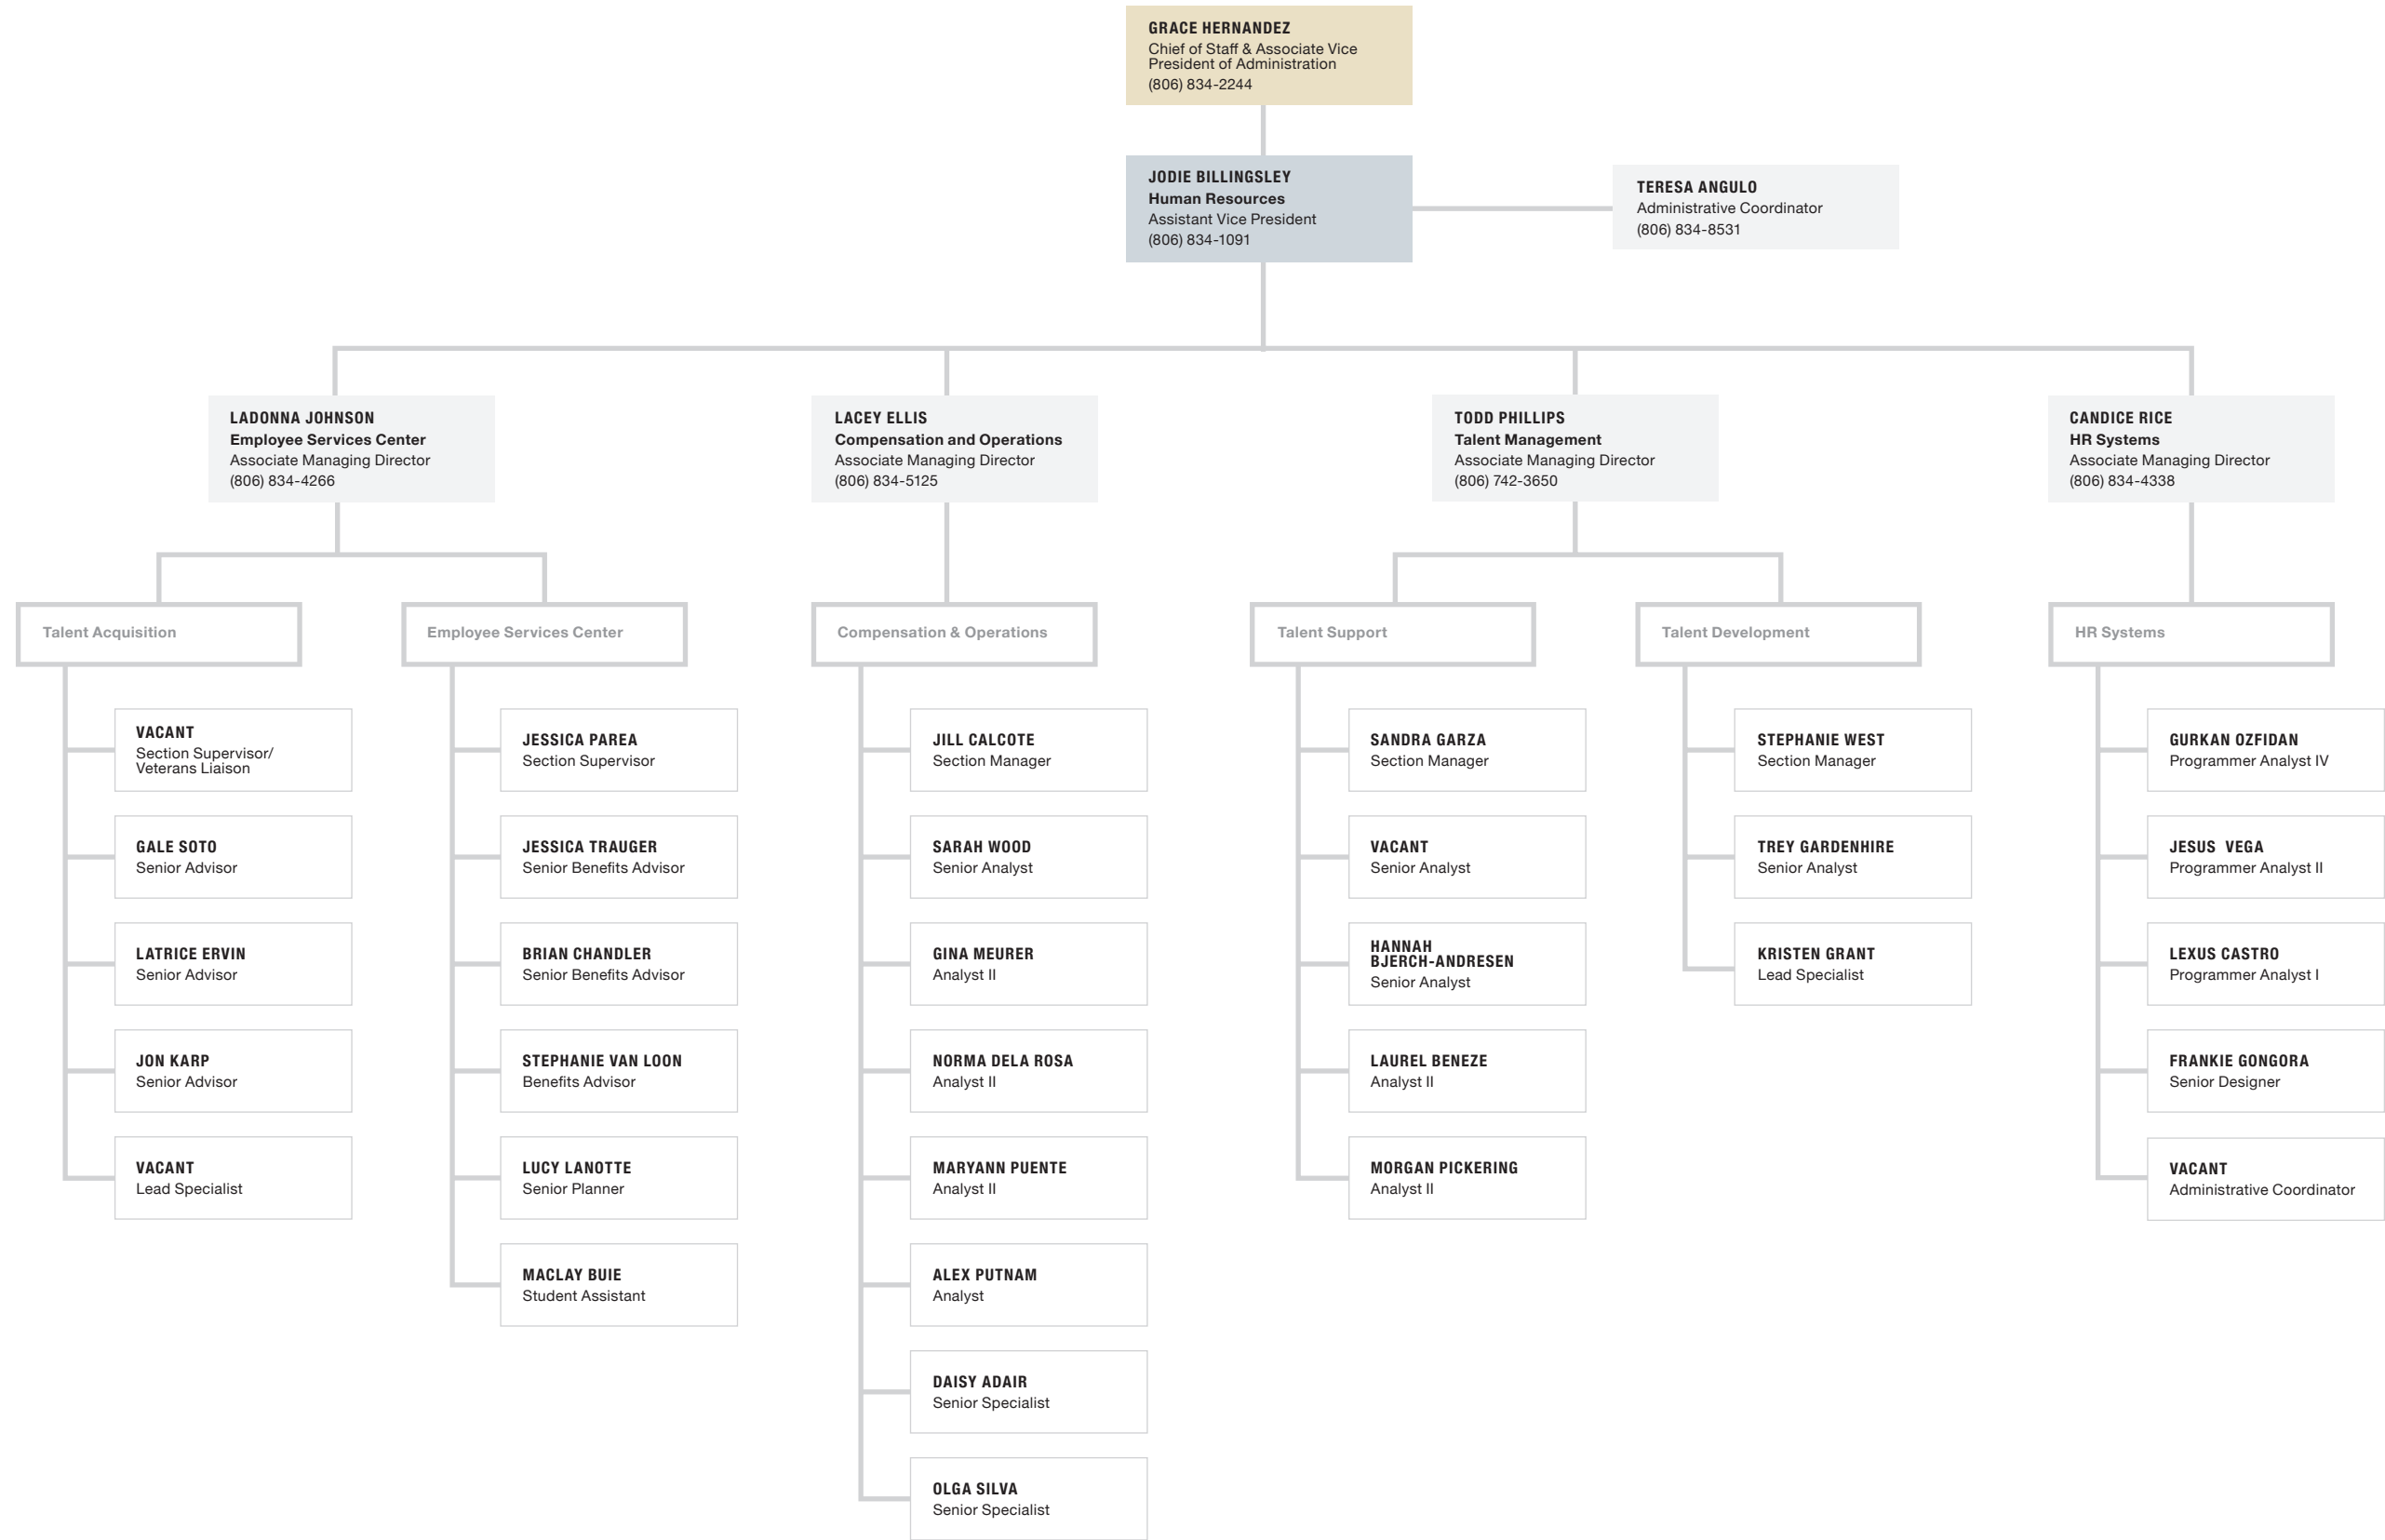 GRACE HERNANDEZ
Chief of Staff & Associate Vice
President of Administration
(806) 834-2244
JODIE BILLINGSLEY
Human Resources
Assistant Vice President
(806) 834-1091
TERESA ANGULO
Administrative Coordinator
(806) 834-8531
LADONNA JOHNSON
Employee Services Center
Associate Managing Director
(806) 834-4266
LACEY ELLIS
Compensation and Operations
Associate Managing Director
(806) 834-5125
TODD PHILLIPS
Talent Management
Associate Managing Director
(806) 742-3650
CANDICE RICE
HR Systems
Associate Managing Director
(806) 834-4338
Talent Acquisition
VACANT
Section Supervisor/
Veterans Liaison
GALE SOTO
Senior Advisor
LATRICE ERVIN
Senior Advisor
JON KARP
Senior Advisor
VACANT
Lead Specialist
Employee Services Center
JESSICA PAREA
Section Supervisor
JESSICA TRAUGER
Senior Benefits Advisor
BRIAN CHANDLER
Senior Benefits Advisor
STEPHANIE VAN LOON
Benefits Advisor
LUCY LANOTTE
Senior Planner
MACLAY BUIE
Student Assistant
Compensation & Operations
JILL CALCOTE
Section Manager
SARAH WOOD
Senior Analyst
GINA MEURER
Analyst II
NORMA DELA ROSA
Analyst II
MARYANN PUENTE
Analyst II
ALEX PUTNAM
Analyst
DAISY ADAIR
Senior Specialist
OLGA SILVA
Senior Specialist
Talent Support
SANDRA GARZA
Section Manager
VACANT
Senior Analyst
HANNAH
BJERCH-ANDRESEN
Senior Analyst
LAUREL BENEZE
Analyst II
MORGAN PICKERING
Analyst II
Talent Development
STEPHANIE WEST
Section Manager
TREY GARDENHIRE
Senior Analyst
KRISTEN GRANT
Lead Specialist
HR Systems
GURKAN OZFIDAN
Programmer Analyst IV
JESUS VEGA
Programmer Analyst II
LEXUS CASTRO
Programmer Analyst I
FRANKIE GONGORA
Senior Designer
VACANT
Administrative Coordinator